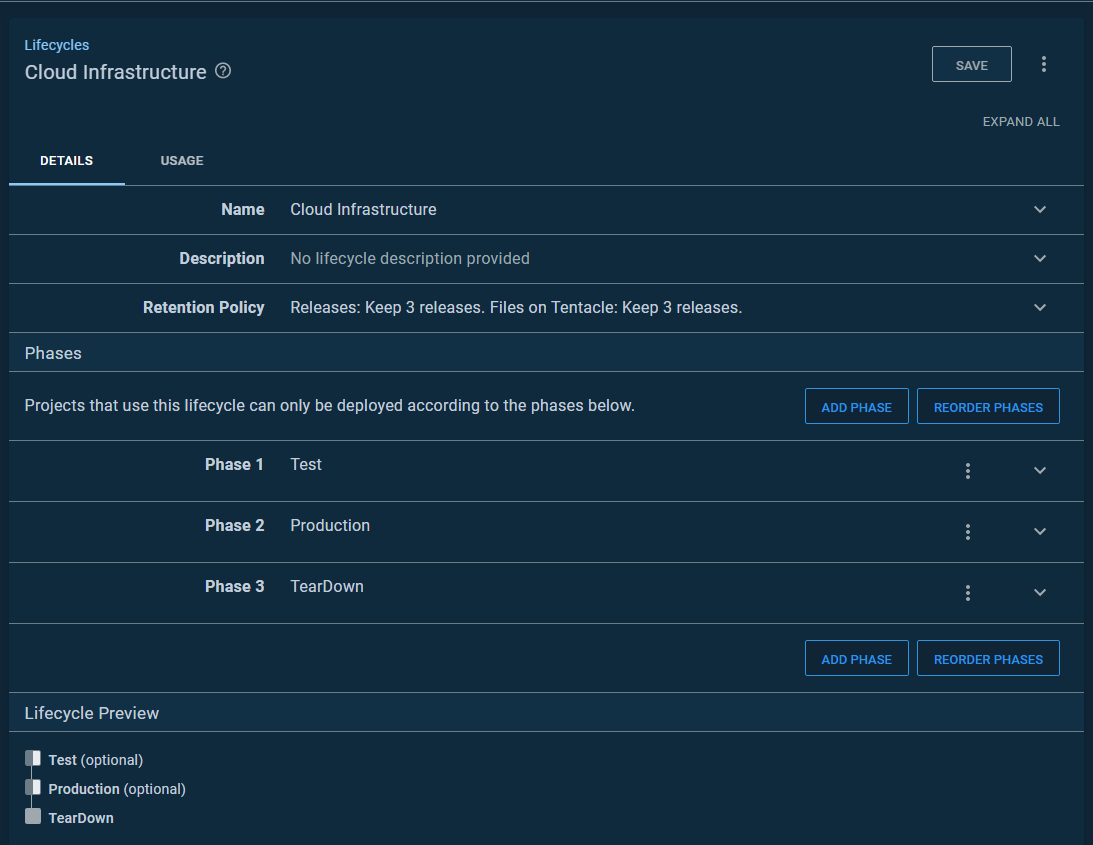 Lifecycles
Cloud Infrastructure ?
SAVE
EXPAND ALL
DETAILS USAGE
Name Cloud Infrastructure
Description No lifecycle description provided
Retention Policy Releases: Keep 3 releases. Files on Tentacle: Keep 3 releases.
Phases
Projects that use this lifecycle can only be deployed according to the phases below. ADD PHASE REORDER PHASES
Phase 1 Test
Phase 2 Production
Phase 3 TearDown
ADD PHASE REORDER PHASES
Lifecycle Preview
Test (optional)
Production (optional)
TearDown